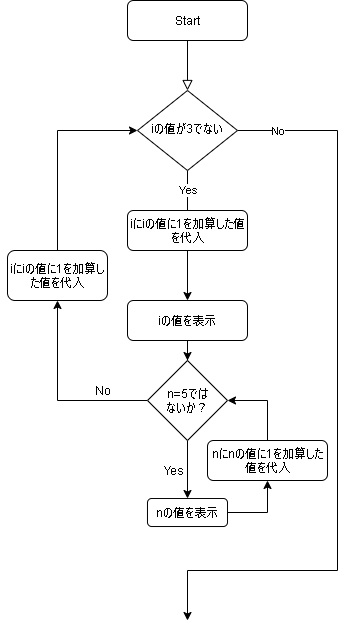 Start
iの値が3でない
No
Yes
iにiの値に1を加算した値
を代入
iにiの値に1を加算し
た値を代入
iの値を表示
n=5では
ないか？
No
nにnの値に1を加算した
値を代入
Yes
nの値を表示